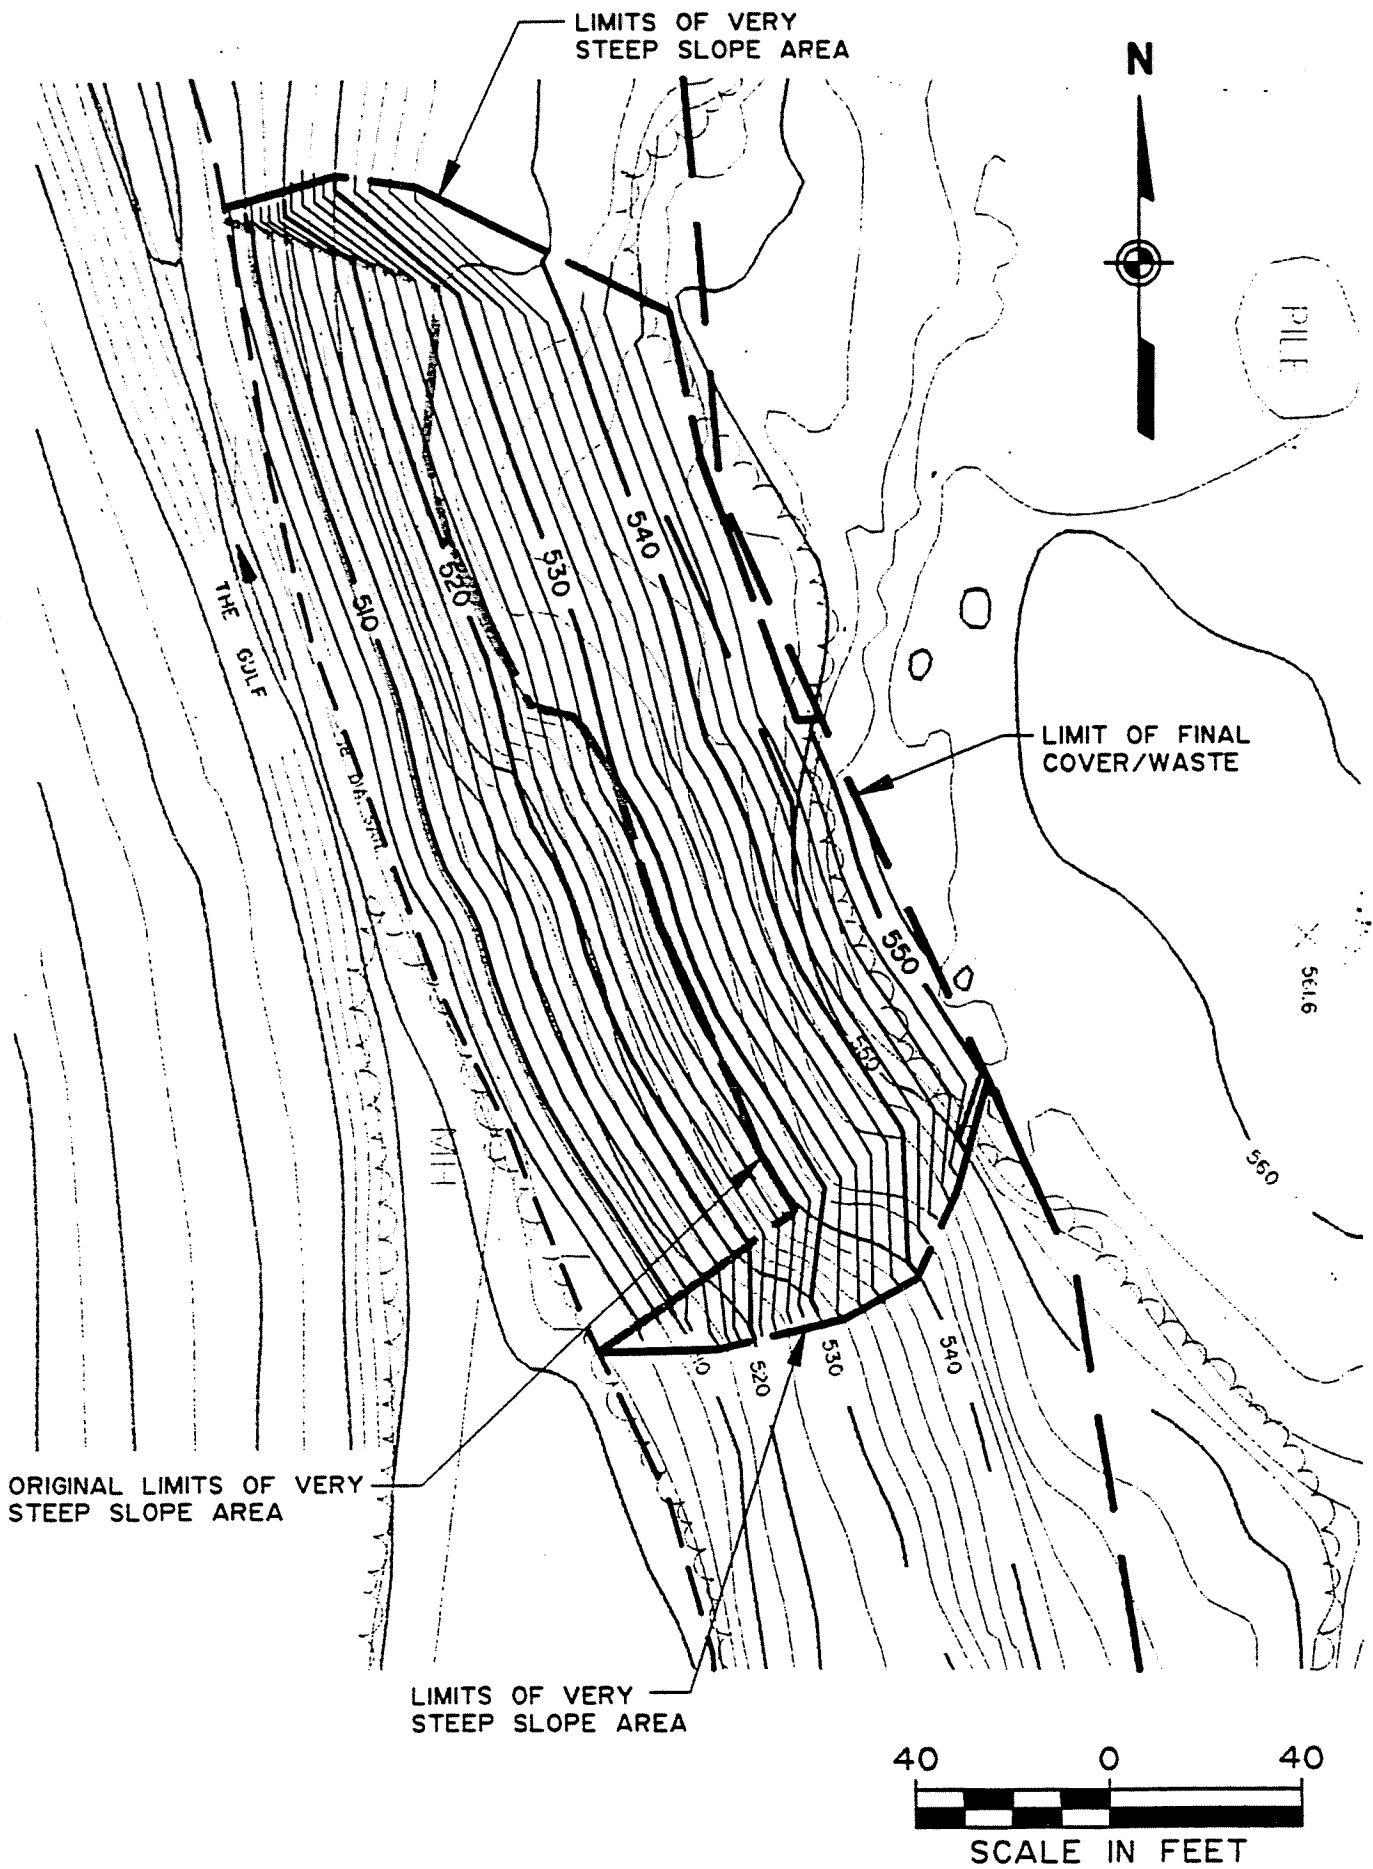 LIMITS OF VERY
STEEP SLOPE AREA
N
PILE
540
530
520
510
THE GULF
LIMIT OF FINAL
COVER/WASTE
550
561.6
550
MH
560
530
540
520
ORIGINAL LIMITS OF VERY
STEEP SLOPE AREA
LIMITS OF VERY
STEEP SLOPE AREA
40 0 40
SCALE IN FEET